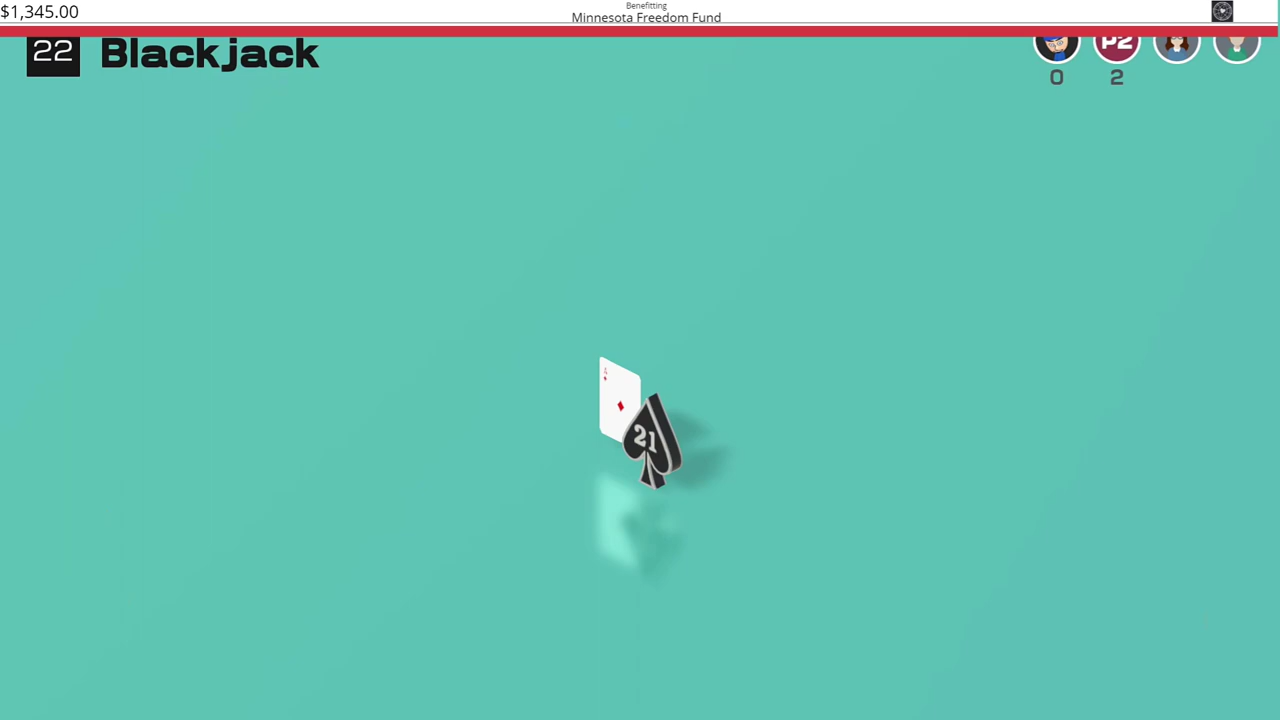 $1,345.00
Benefitting
Minnesota Freedom Fund
22
Blackjack
P2
0
2
21